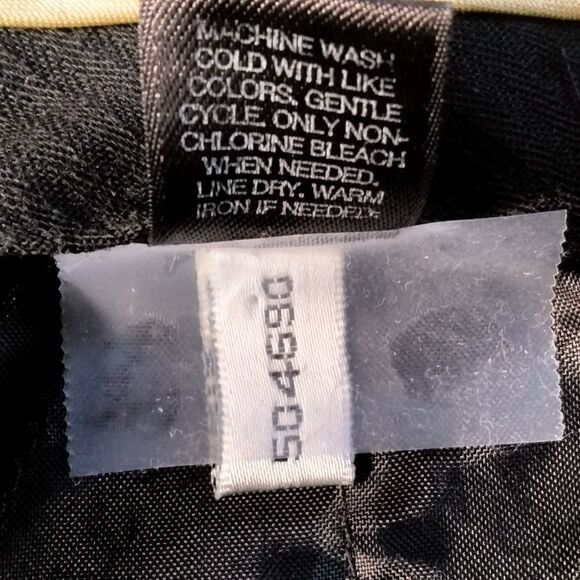 MACHINE WASH
COLD WITH LIKE
COLORS. GENTLE
CYCLE. ONLY NON-
CHLORINE BLEACH
WHEN NEEDED.
LINE DRY. WARM
IRON IF NEEDED.
504690